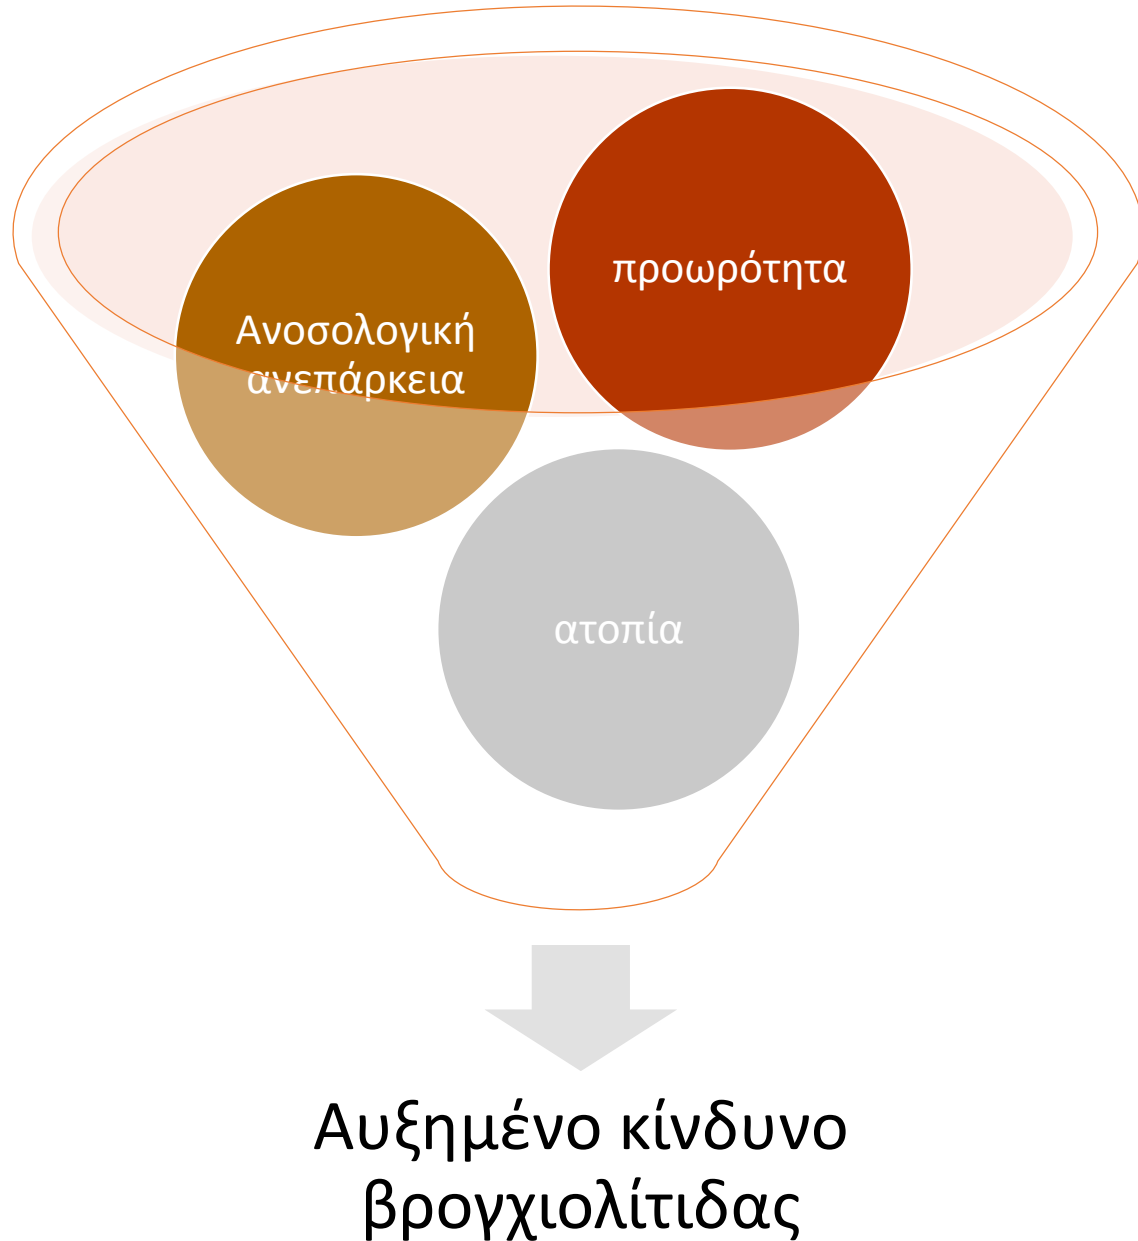 προωρότητα
Ανοσολογική
ανεπάρκεια
ατοπία
Αυξημένο κίνδυνο
βρογχιολίτιδας